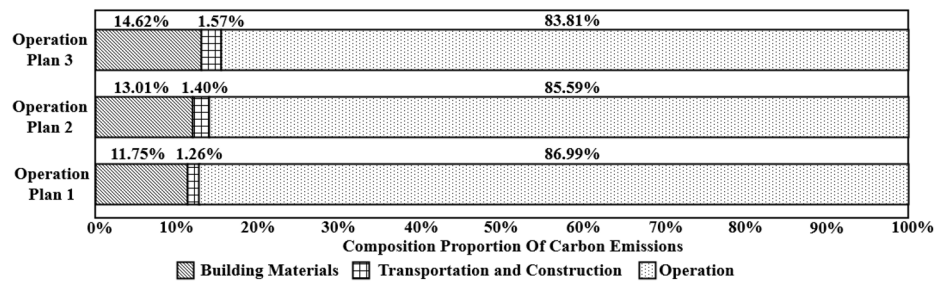 14.62% 1.57% 83.81%
Operation
Plan 3
13.01% 1.40% 85.59%
Operation
Plan 2
11.75% 1.26% 86.99%
Operation
Plan 1
0% 10% 20% 30% 40% 50% 60% 70% 80% 90% 100%
Composition Proportion Of Carbon Emissions
Building Materials Transportation and Construction Operation